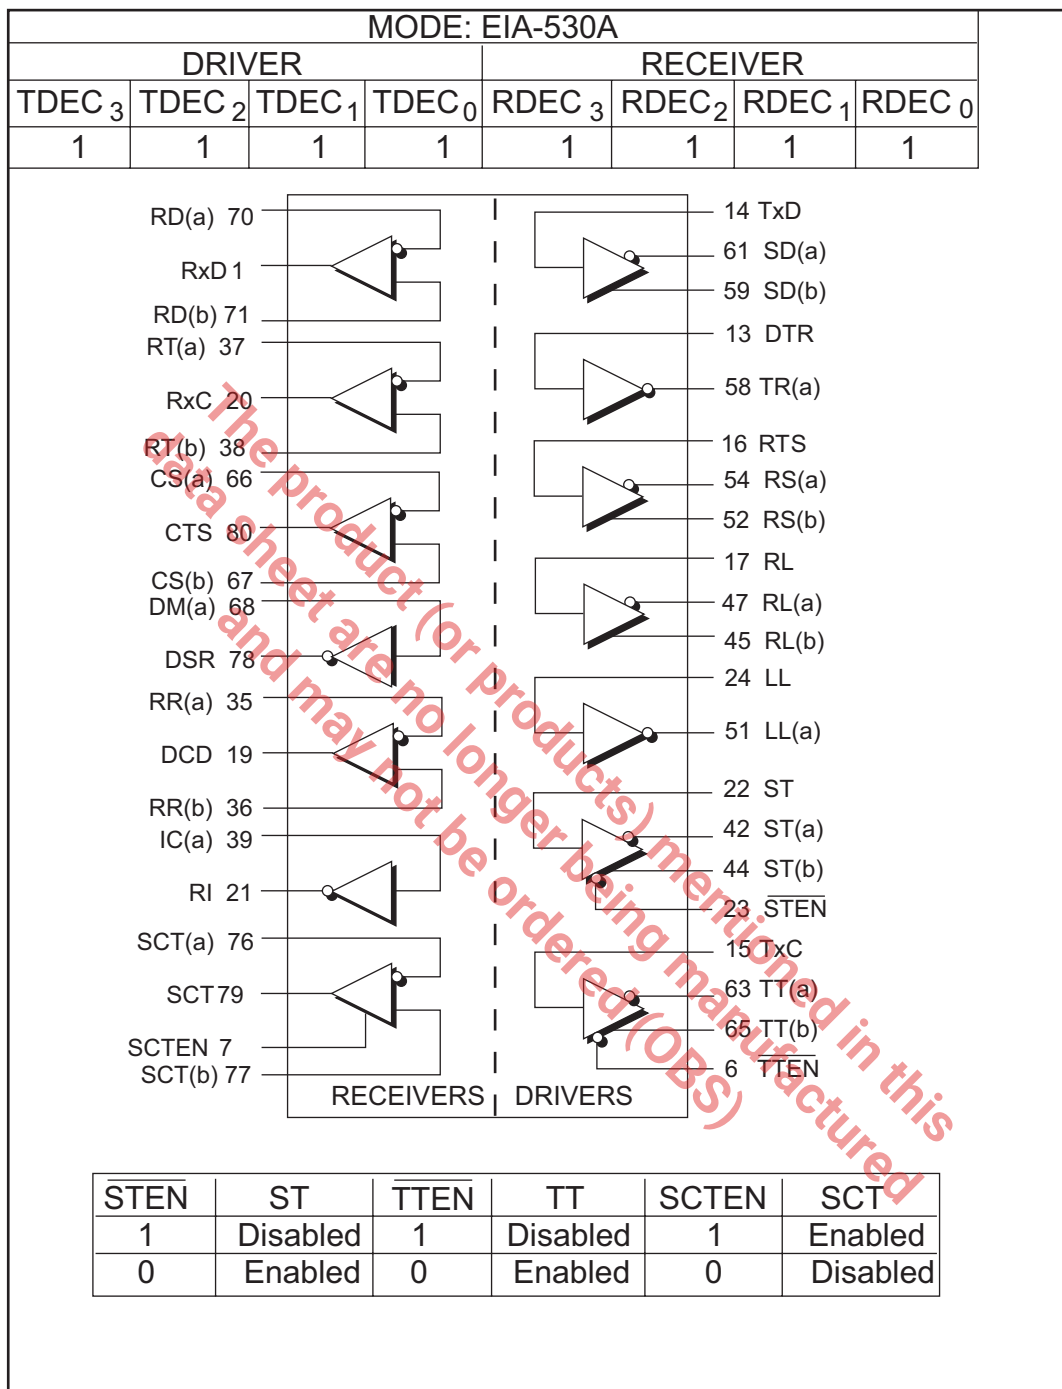 MODE: EIA-530A
DRIVER RECEIVER
TDEC3 TDEC2 TDEC1 TDEC0 RDEC3 RDEC2 RDEC1 RDEC0
1 1 1 1 1 1 1 1
RD(a) 70
RxD 1
RD(b) 71
RT(a) 37
RxC 20
RT(b) 38
CS(a) 66
CTS 80
CS(b) 67
DM(a) 68
DSR 78
RR(a) 35
DCD 19
RR(b) 36
IC(a) 39
RI 21
SCT(a) 76
SCT 79
SCTEN 7
SCT(b) 77
14 TxD
61 SD(a)
59 SD(b)
13 DTR
58 TR(a)
16 RTS
54 RS(a)
52 RS(b)
17 RL
47 RL(a)
45 RL(b)
24 LL
51 LL(a)
22 ST
42 ST(a)
44 ST(b)
23 STEN
15 TxC
63 TT(a)
65 TT(b)
6 TTEN
RECEIVERS DRIVERS
The product (or products) mentioned in this
data sheet are no longer being manufactured
and may not be ordered (OBS)
STEN ST TTEN TT SCTEN SCT
1 Disabled 1 Disabled 1 Enabled
0 Enabled 0 Enabled 0 Disabled